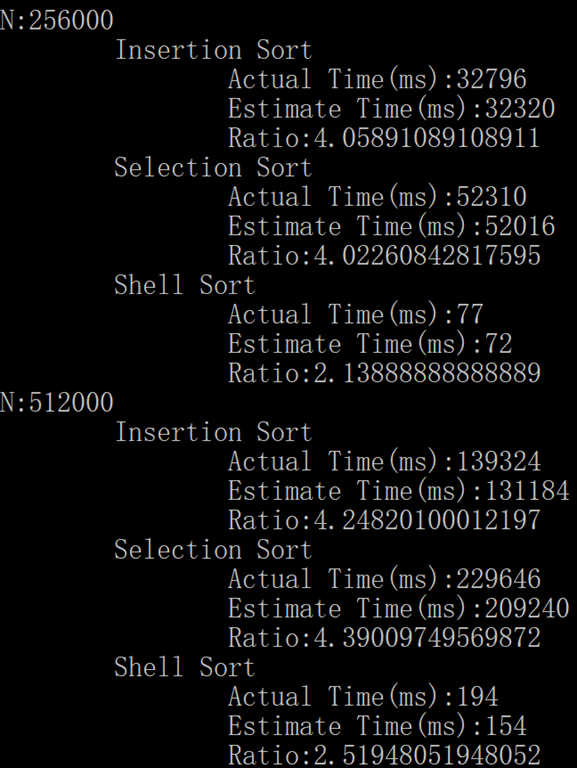 N:256000
Insertion Sort
Actual Time(ms):32796
Estimate Time(ms):32320
Ratio:4.05891089108911
Selection Sort
Actual Time(ms):52310
Estimate Time(ms):52016
Ratio:4.02260842817595
Shell Sort
Actual Time(ms):77
Estimate Time(ms):72
Ratio:2.13888888888889
N:512000
Insertion Sort
Actual Time(ms):139324
Estimate Time(ms):131184
Ratio:4.24820100012197
Selection Sort
Actual Time(ms):229646
Estimate Time(ms):209240
Ratio:4.39009749569872
Shell Sort
Actual Time(ms):194
Estimate Time(ms):154
Ratio:2.51948051948052